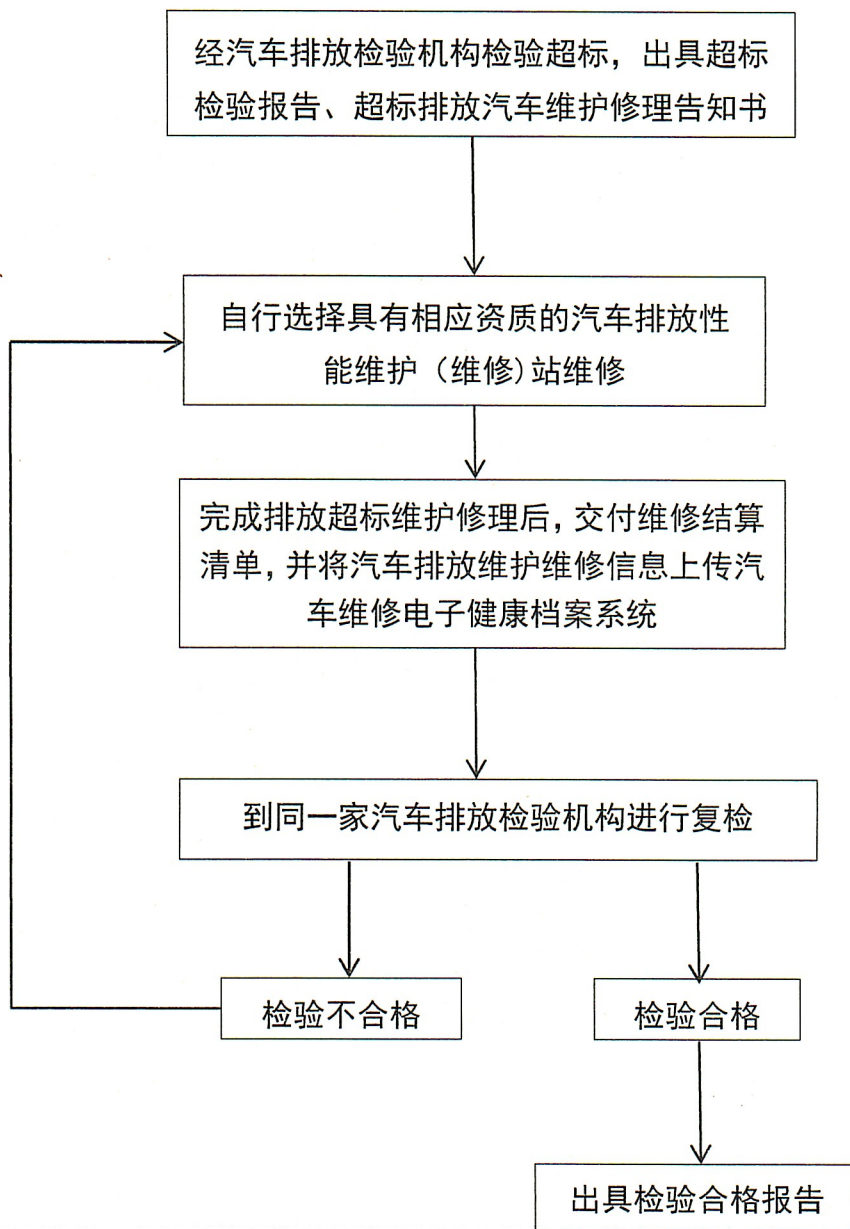 经汽车排放检验机构检验超标，出具超标
检验报告、超标排放汽车维护修理告知书
自行选择具有相应资质的汽车排放性
能维护（维修)站维修
完成排放超标维护修理后，交付维修结算
清单，并将汽车排放维护维修信息上传汽
车维修电子健康档案系统
到同一家汽车排放检验机构进行复检
检验不合格
检验合格
出具检验合格报告